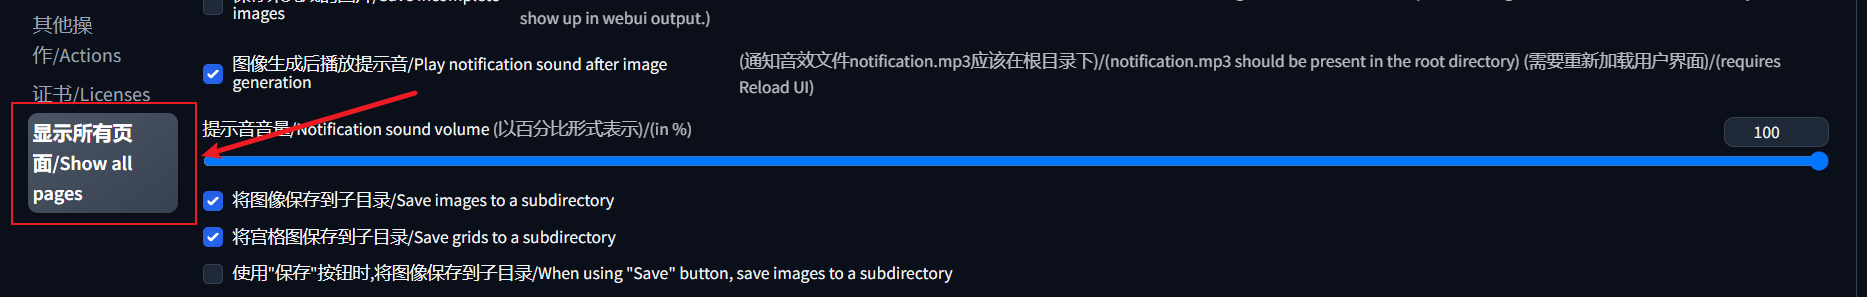 其他操
作/Actions
证书/Licenses
显示所有页
面/Show all
pages
images
show up in webui output.)
图像生成后播放提示音/Play notification sound after image
generation
(通知音效文件notification.mp3应该在根目录下)/(notification.mp3 should be present in the root directory) (需要重新加载用户界面)/(requires
Reload UI)
提示音音量/Notification sound volume (以百分比形式表示)/(in %)
100
将图像保存到子目录/Save images to a subdirectory
将宫格图保存到子目录/Save grids to a subdirectory
使用"保存"按钮时,将图像保存到子目录/When using "Save" button, save images to a subdirectory